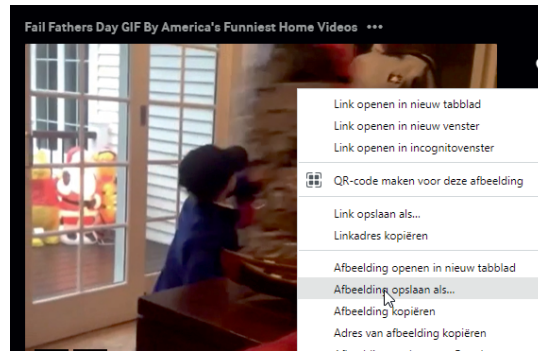 Fail Fathers Day GIF By America's Funniest Home Videos •••
Link openen in nieuw tabblad
Link openen in nieuw venster
Link openen in incognitovenster
QR-code maken voor deze afbeelding
Link opslaan als...
Linkadres kopiëren
Afbeelding openen in nieuw tabblad
Afbeelding opslaan als...
Afbeelding kopiëren
Adres van afbeelding kopiëren